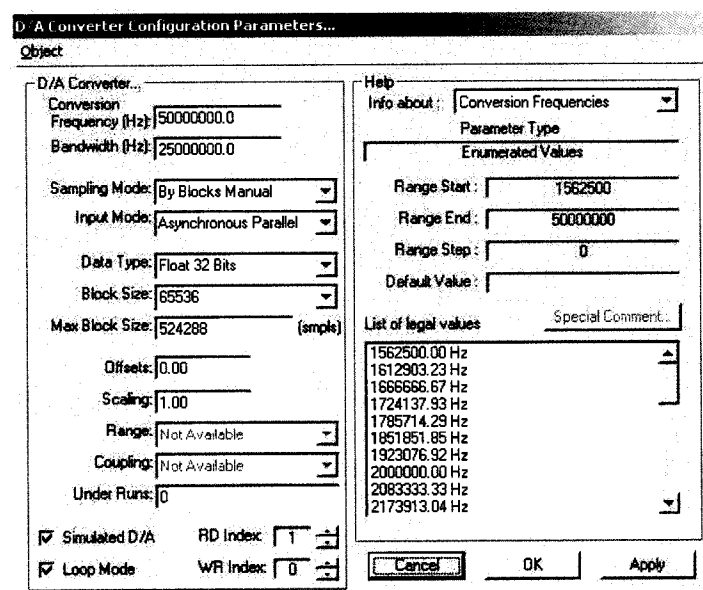 D/A Converter Configuration Parameters...
Object
D/A Converter...
Conversion
Frequency (Hz): 50000000.0
Bandwidth (Hz): 25000000.0
Sampling Mode: By Blocks Manual
Input Mode: Asynchronous Parallel
Data Type: Float 32 Bits
Block Size: 65536
Max Block Size: 524288 (smpls)
Offsets: 0.00
Scaling: 1.00
Range: Not Available
Coupling: Not Available
Under Runs: 0
Simulated D/A RD Index: 1
Loop Mode WR Index: 0
Help
Info about : Conversion Frequencies
Parameter Type
Enumerated Values
Range Start : 1562500
Range End : 50000000
Range Step : 0
Default Value :
List of legal values Special Comment...
1562500.00 Hz
1612903.23 Hz
1666666.67 Hz
1724137.93 Hz
1785714.29 Hz
1851851.85 Hz
1923076.92 Hz
2000000.00 Hz
2083333.33 Hz
2173913.04 Hz
Cancel OK Apply